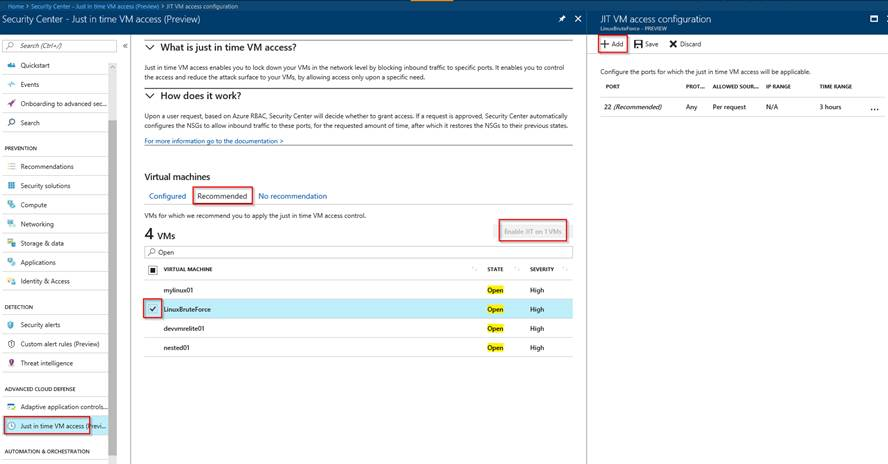 Home > Security Center - Just in time VM access (Preview) > JIT VM access configuration
Security Center - Just in time VM access (Preview)
Search (Ctrl+/)
Quickstart
Events
Onboarding to advanced sec...
Search
PREVENTION
Recommendations
Security solutions
Compute
Networking
Storage & data
Applications
Identity & Access
DETECTION
Security alerts
Custom alert rules (Preview)
Threat intelligence
ADVANCED CLOUD DEFENSE
Adaptive application controls...
Just in time VM access (Previ...
AUTOMATION & ORCHESTRATION
What is just in time VM access?
Just in time VM access enables you to lock down your VMs in the network level by blocking inbound traffic to specific ports. It enables you to control
the access and reduce the attack surface to your VMs, by allowing access only upon a specific need.
How does it work?
Upon a user request, based on Azure RBAC, Security Center will decide whether to grant access. If a request is approved, Security Center automatically
configures the NSGs to allow inbound traffic to these ports, for the requested amount of time, after which it restores the NSGs to their previous states.
For more information go to the documentation >
Virtual machines
Configured Recommended No recommendation
VMs for which we recommend you to apply the just in time VM access control.
4 VMs
Enable JIT on 1 VMs
Open
VIRTUAL MACHINE STATE SEVERITY
mylinux01 Open High
LinuxBruteForce Open High
devvmrelite01 Open High
nested01 Open High
JIT VM access configuration
LinuxBruteForce - PREVIEW
Add Save Discard
Configure the ports for which the just in time VM access will be applicable.
PORT PROT... ALLOWED SOUR... IP RANGE TIME RANGE
22 (Recommended) Any Per request N/A 3 hours ...